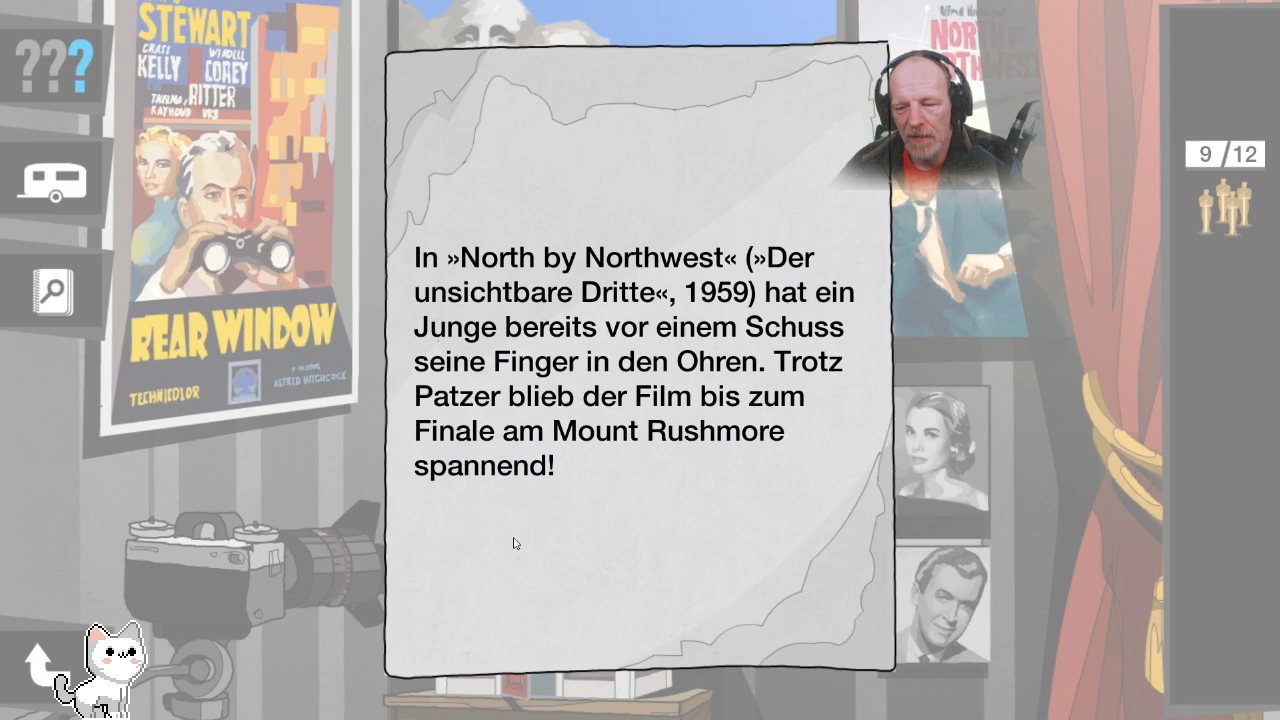 ???
STEWART
KELLY
COREY
RITTER
REAR WINDOW
TECHNICOLOR
ALFRED HITCHCOCK
In »North by Northwest« (»Der
unsichtbare Dritte«, 1959) hat ein
Junge bereits vor einem Schuss
seine Finger in den Ohren. Trotz
Patzer blieb der Film bis zum
Finale am Mount Rushmore
spannend!
9 /12